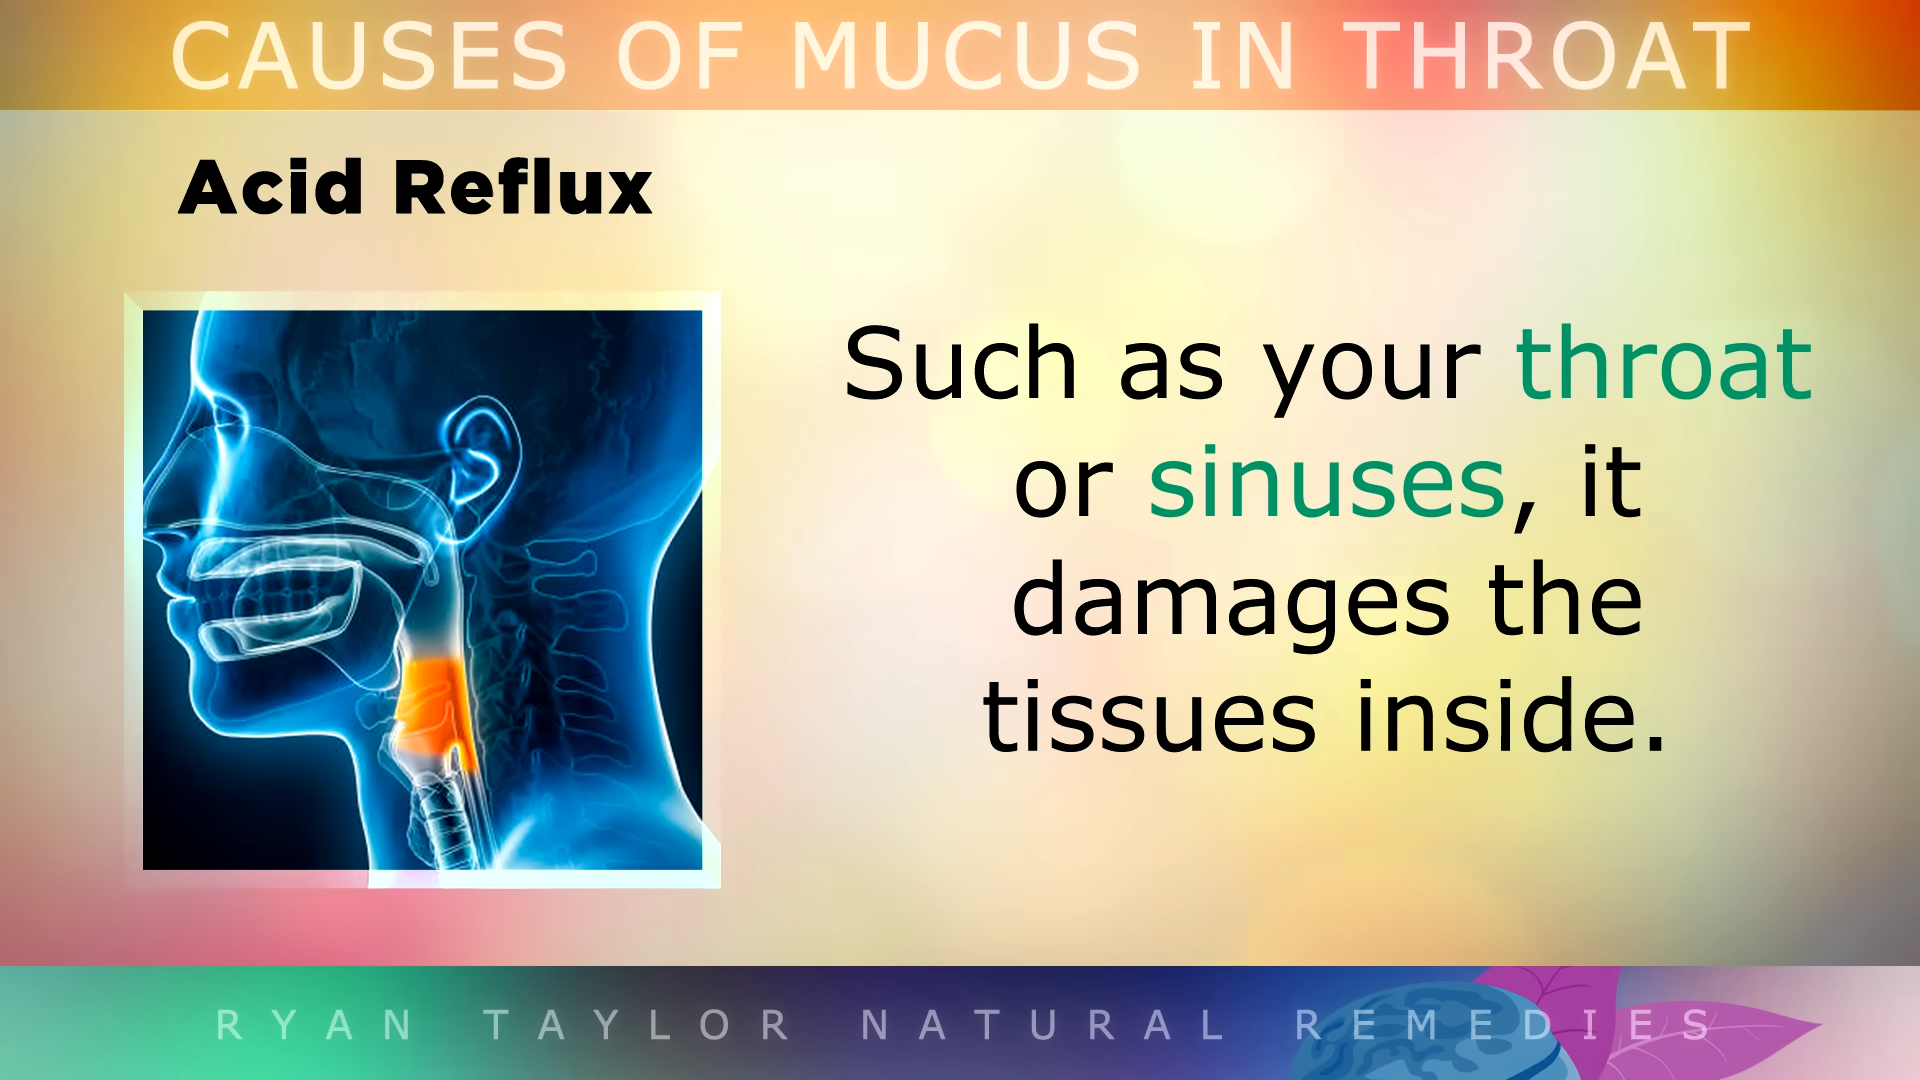 CAUSES OF MUCUS IN THROAT
Acid Reflux
Such as your throat
or sinuses, it
damages the
tissues inside.
RYAN TAYLOR NATURAL REMEDIES